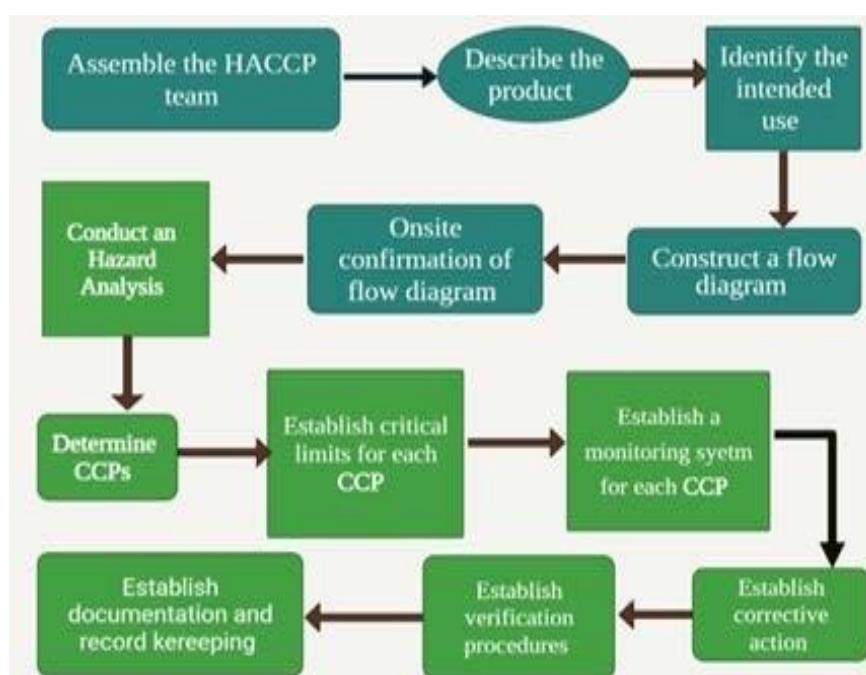 Assemble the HACCP
team
Describe the
product
Identify the
intended
use
Construct a flow
diagram
Onsite
confirmation of
flow diagram
Conduct an
Hazard
Analysis
Determine
CCPs
Establish critical
limits for each
CCP
Establish a
monitoring syetm
for each CCP
Establish
corrective
action
Establish
verification
procedures
Establish
documentation and
record kereeping